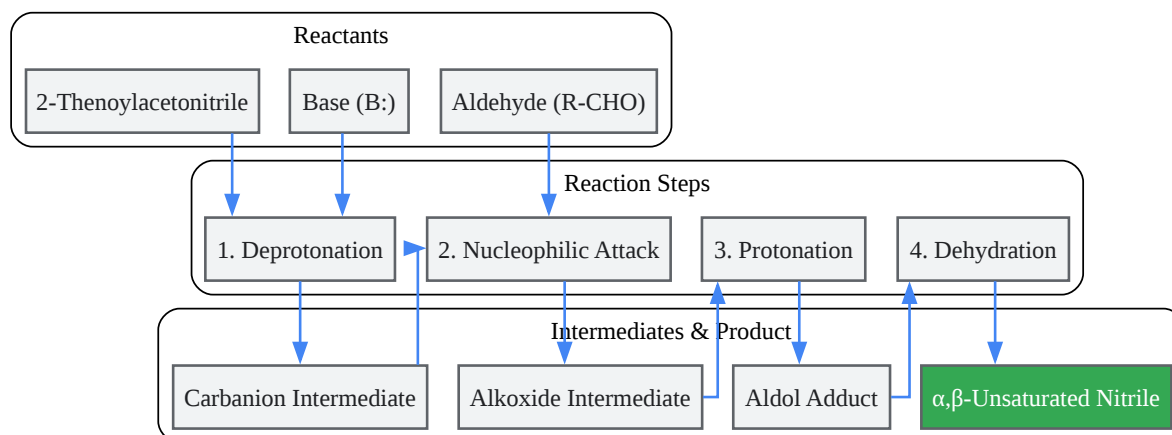 Reactants
2-Thenoylacetonitrile
Base (B:)
Aldehyde (R-CHO)
Reaction Steps
1. Deprotonation
2. Nucleophilic Attack
3. Protonation
4. Dehydration
Intermediates & Product
Carbanion Intermediate
Alkoxide Intermediate
Aldol Adduct
α,β-Unsaturated Nitrile